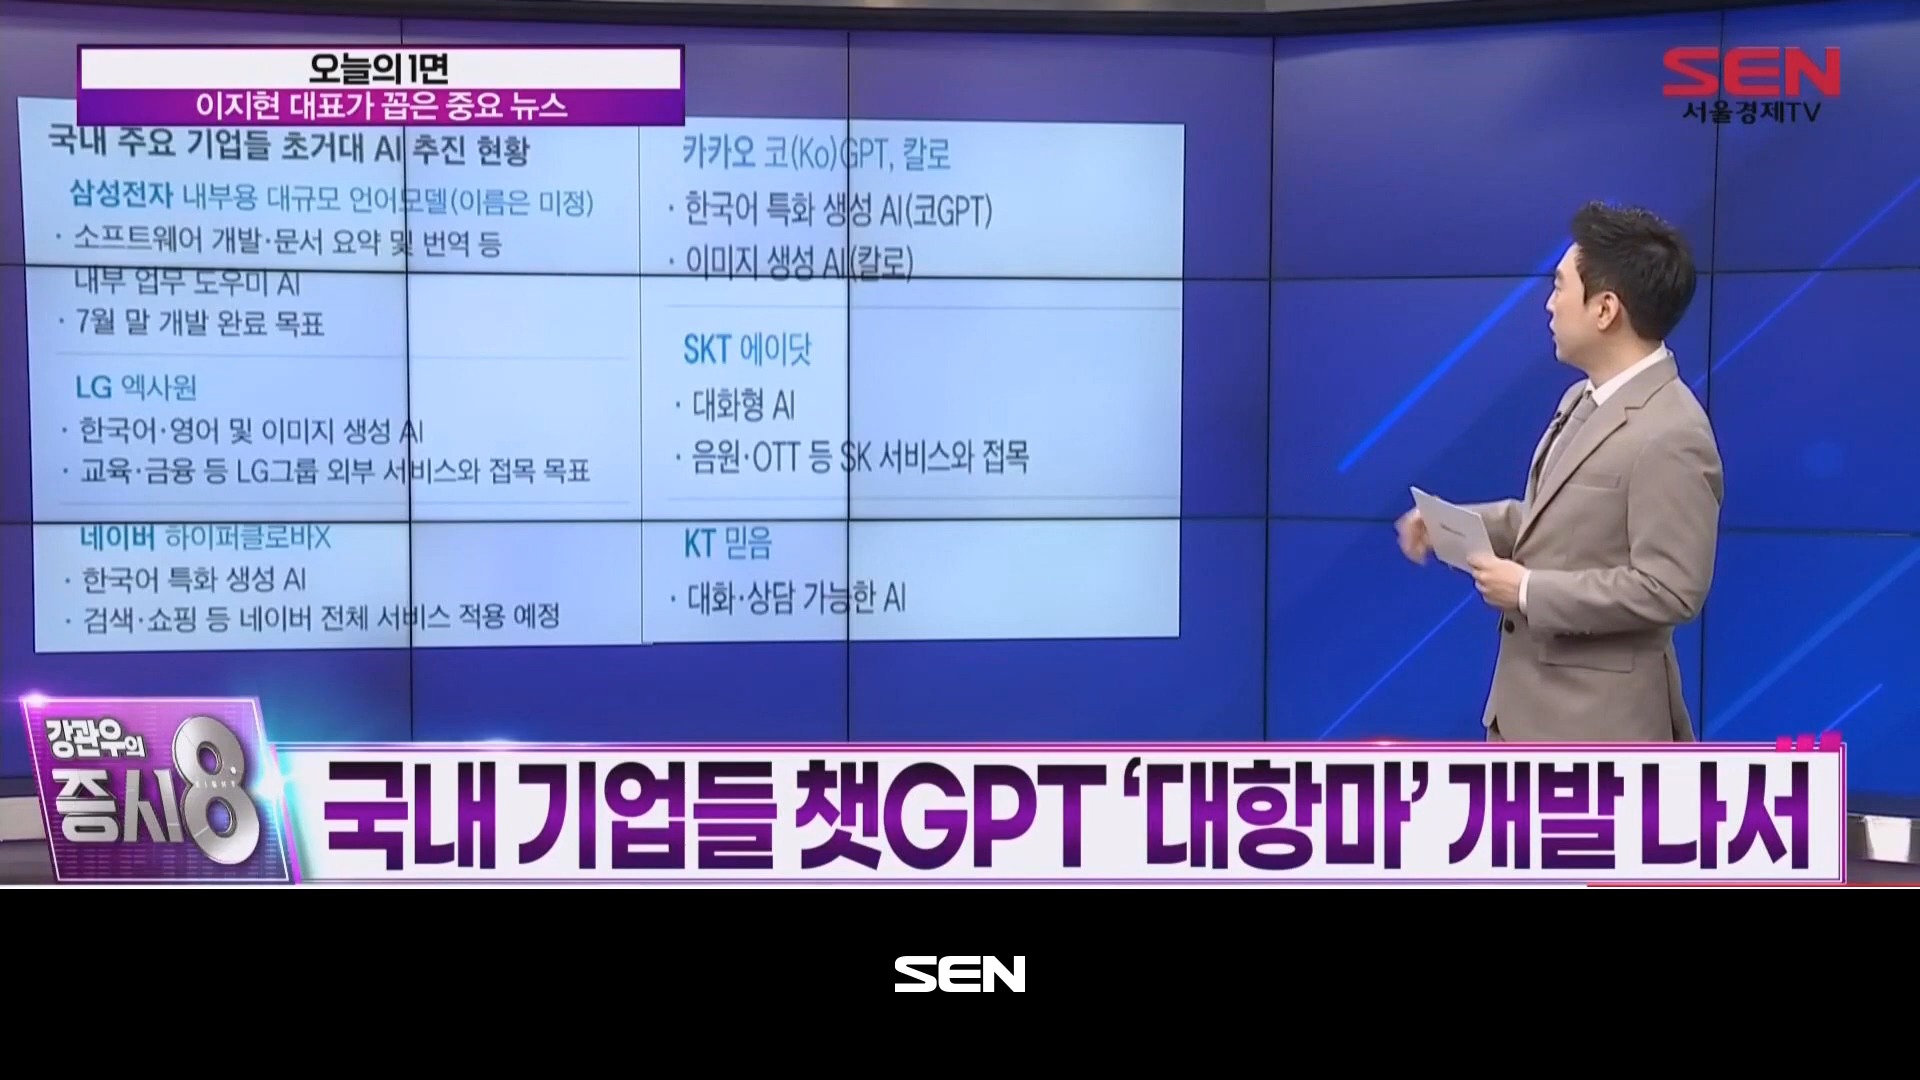 오늘의 1면
이지현 대표가 꼽은 중요 뉴스
SEN
서울경제TV
국내 주요 기업들 초거대 AI 추진 현황
삼성전자 내부용 대규모 언어모델(이름은 미정)
· 소프트웨어 개발·문서 요약 및 번역 등
내부 업무 도우미 AI
· 7월 말 개발 완료 목표
LG 엑사원
· 한국어·영어 및 이미지 생성 AI
· 교육·금융 등 LG그룹 외부 서비스와 접목 목표
네이버 하이퍼클로바X
· 한국어 특화 생성 AI
· 검색·쇼핑 등 네이버 전체 서비스 적용 예정
카카오 코(Ko)GPT, 칼로
· 한국어 특화 생성 AI(코GPT)
· 이미지 생성 AI(칼로)
SKT 에이닷
· 대화형 AI
· 음원·OTT 등 SK 서비스와 접목
KT 믿음
· 대화·상담 가능한 AI
강관우의
증시8
EIGHT
국내 기업들 챗GPT ‘대항마’ 개발 나서
SEN